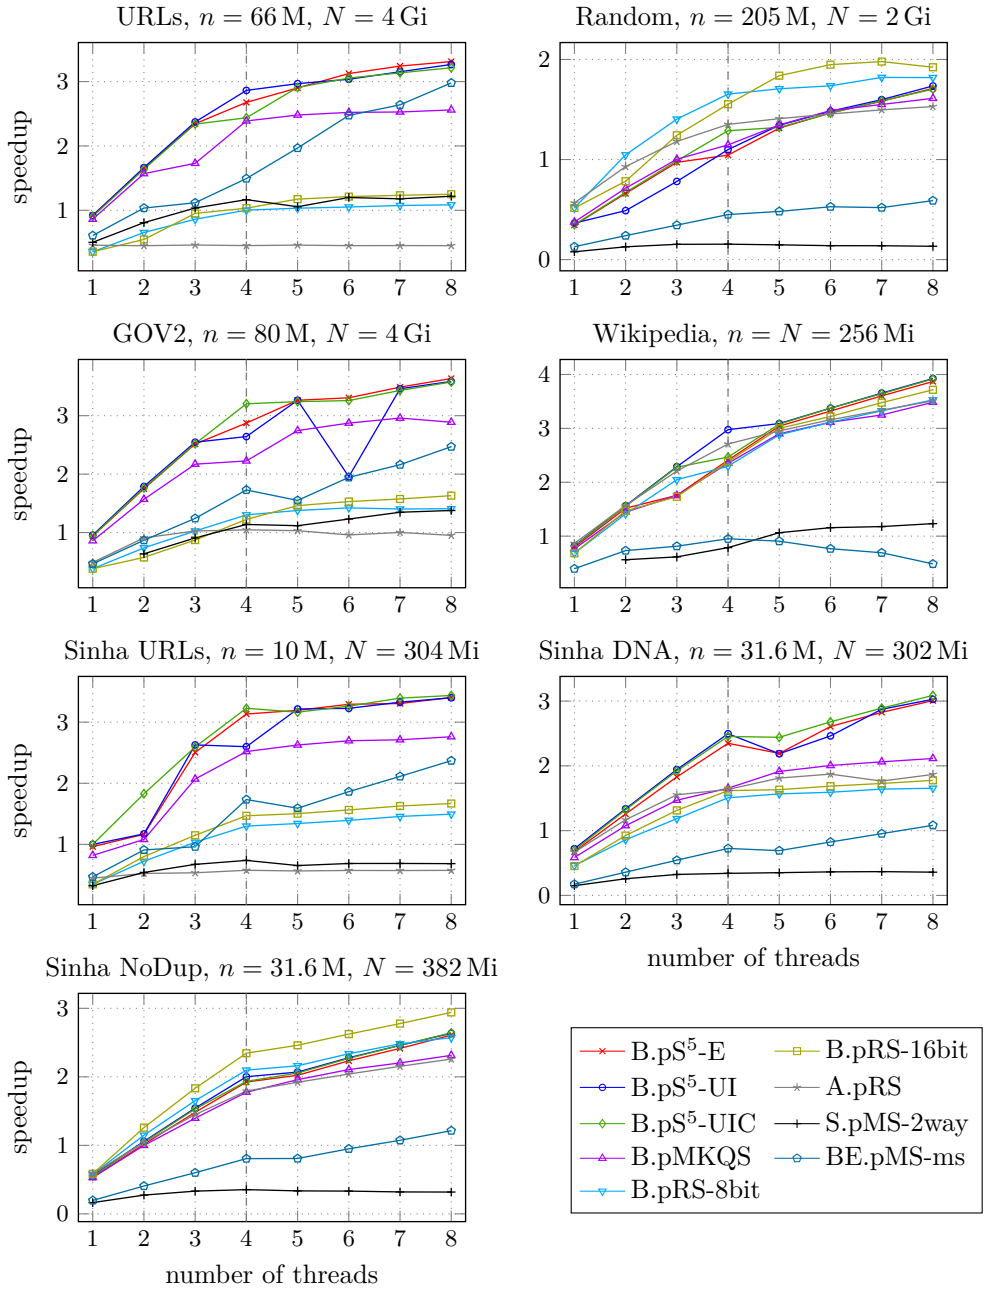 URLs, n = 66 M, N = 4 Gi
speedup
3
2
1
1 2 3 4 5 6 7 8
Random, n = 205 M, N = 2 Gi
2
1
0
1 2 3 4 5 6 7 8
GOV2, n = 80 M, N = 4 Gi
speedup
3
2
1
1 2 3 4 5 6 7 8
Wikipedia, n = N = 256 Mi
4
3
2
1
1 2 3 4 5 6 7 8
Sinha URLs, n = 10 M, N = 304 Mi
speedup
3
2
1
1 2 3 4 5 6 7 8
Sinha DNA, n = 31.6 M, N = 302 Mi
3
2
1
0
1 2 3 4 5 6 7 8
number of threads
Sinha NoDup, n = 31.6 M, N = 382 Mi
speedup
3
2
1
0
1 2 3 4 5 6 7 8
number of threads
B.pS⁵-E
B.pS⁵-UI
B.pS⁵-UIC
B.pMKQS
B.pRS-8bit
B.pRS-16bit
A.pRS
S.pMS-2way
BE.pMS-ms